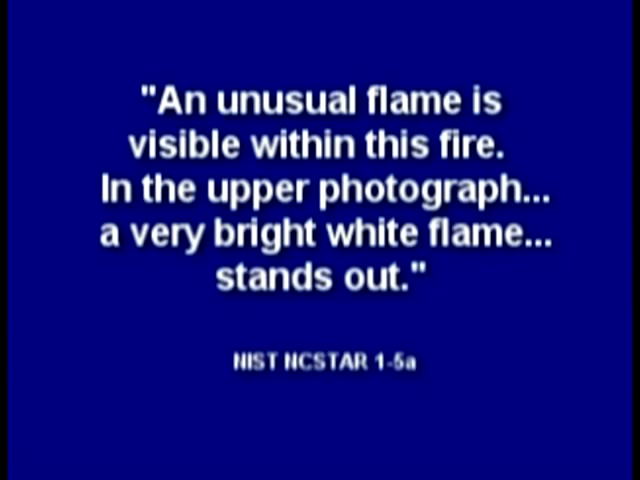 "An unusual flame is
visible within this fire.
In the upper photograph...
a very bright white flame...
stands out."
NIST NCSTAR 1-5a